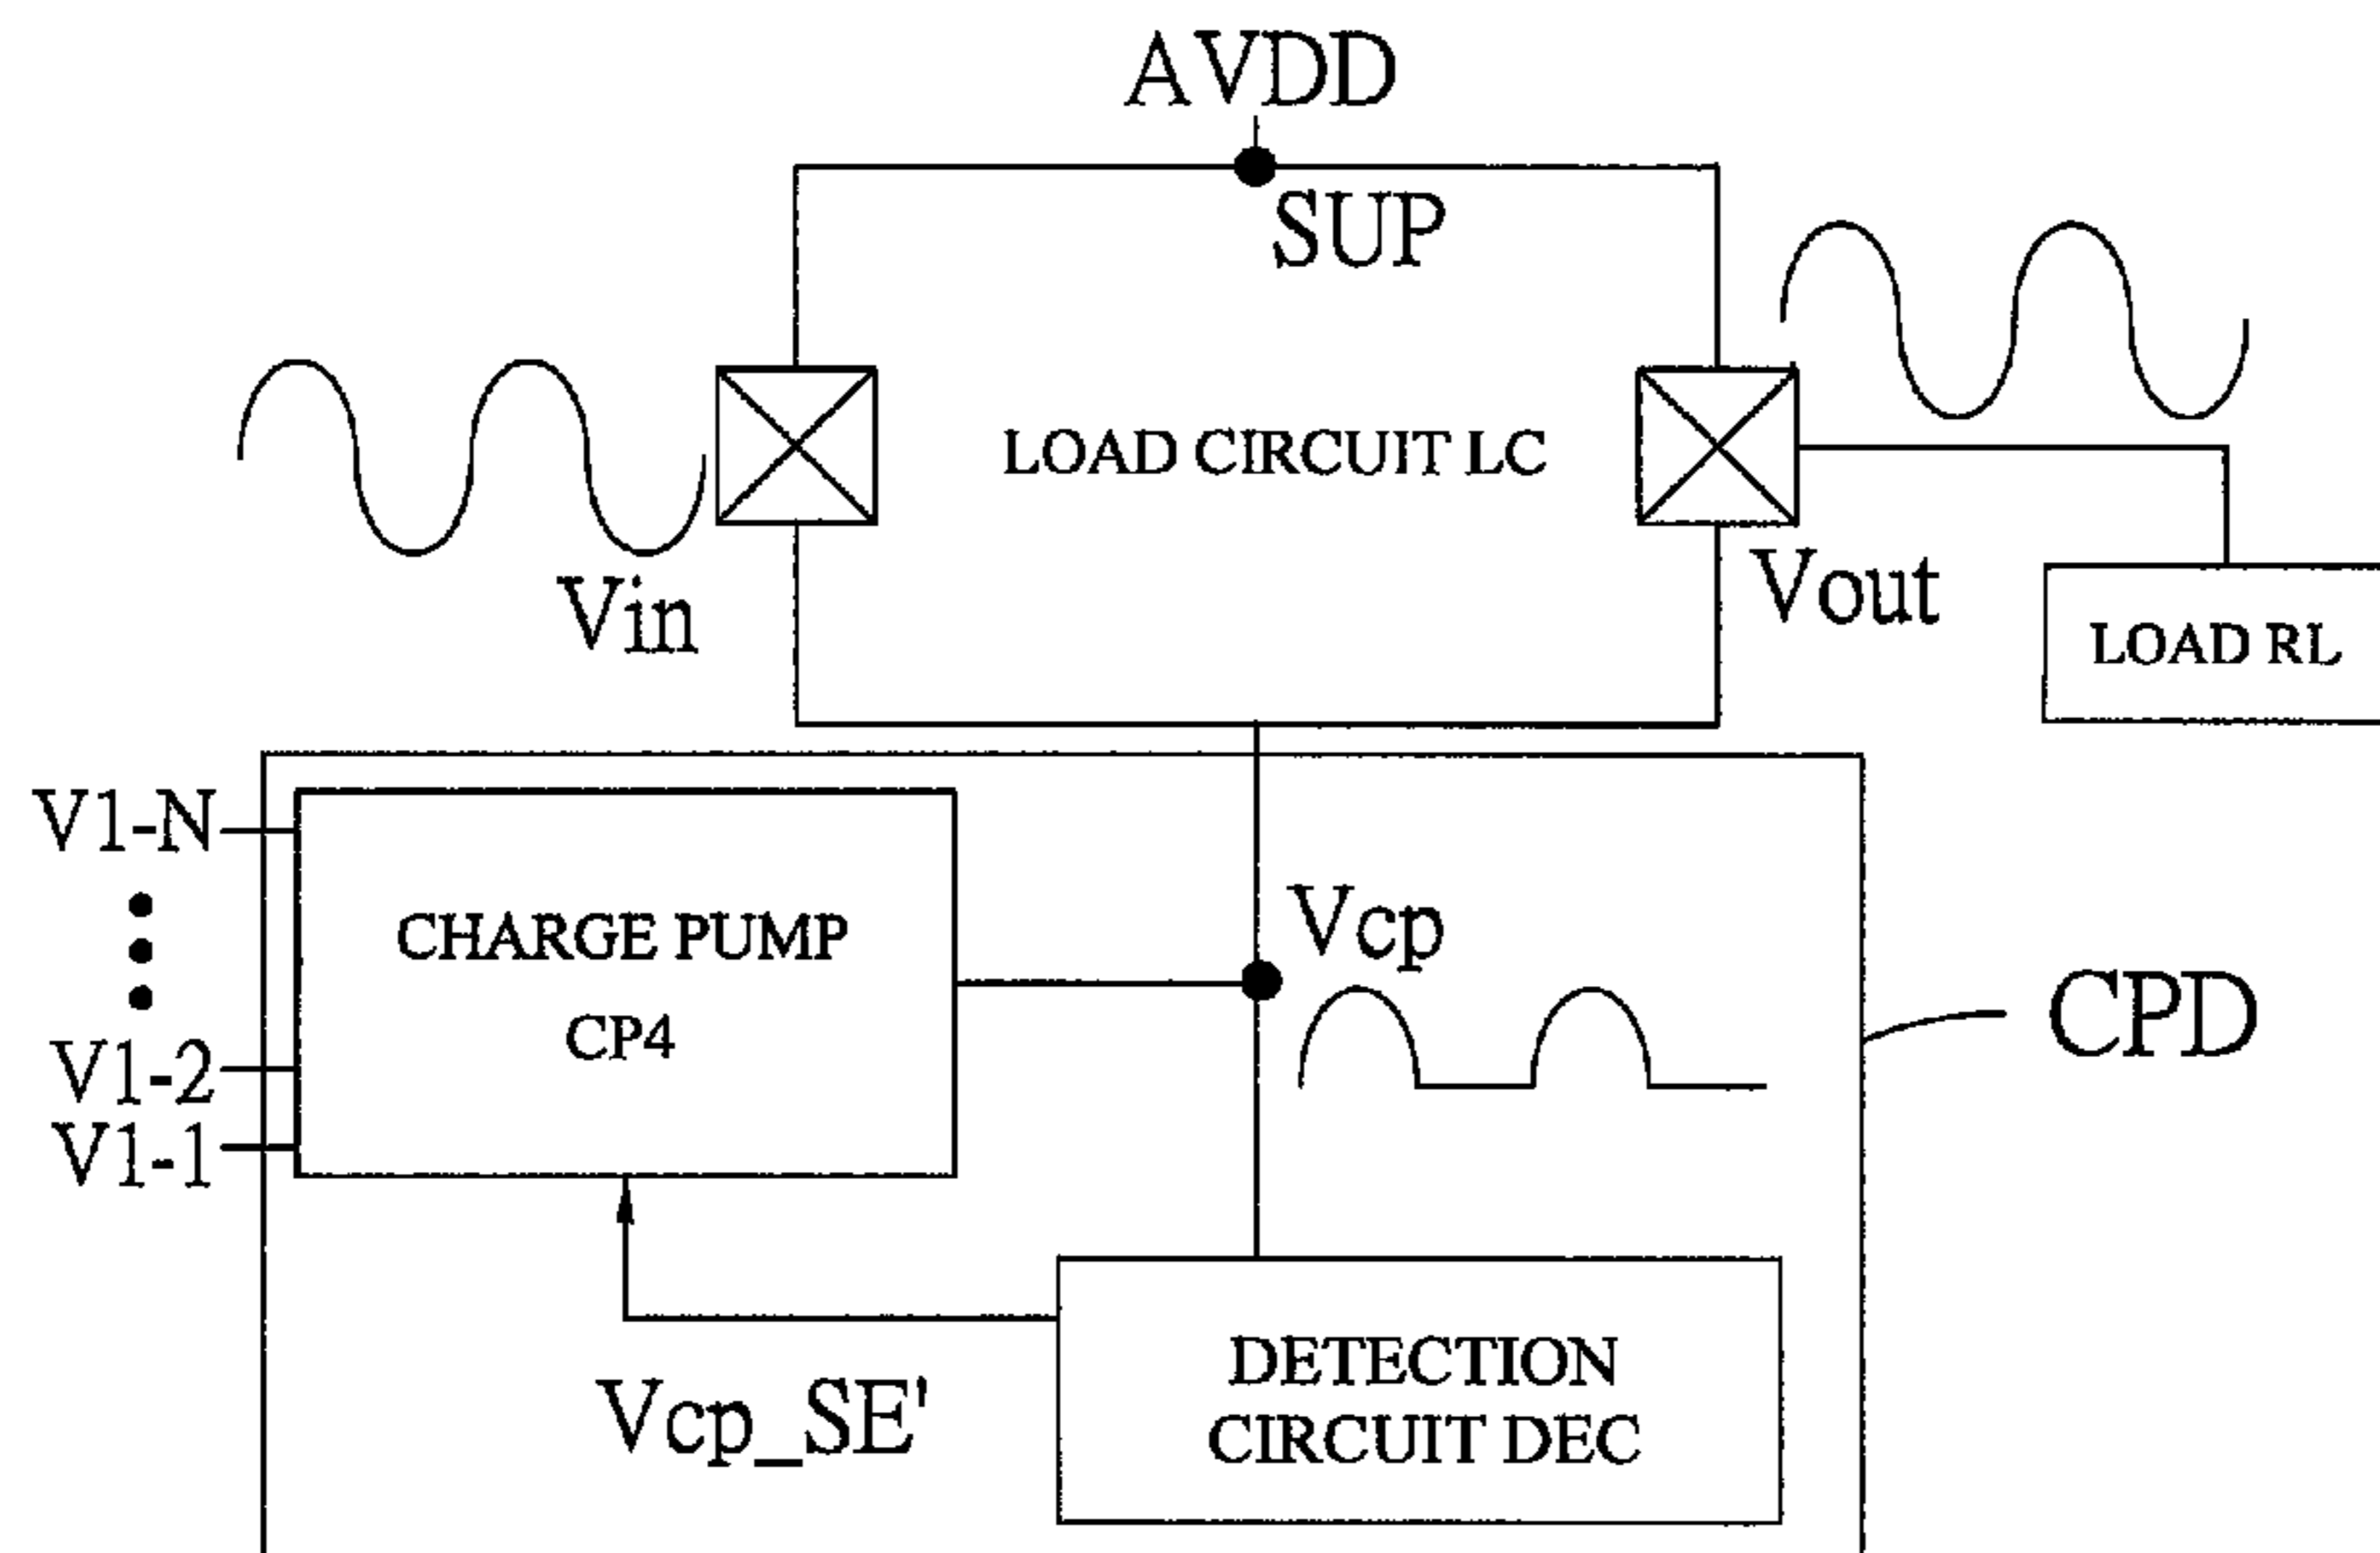 AVDD
SUP
LOAD CIRCUIT LC
Vin
Vout
LOAD RL
V1-N
CHARGE PUMP
CP4
Vcp
CPD
V1-2
V1-1
Vcp_SE'
DETECTION
CIRCUIT DEC